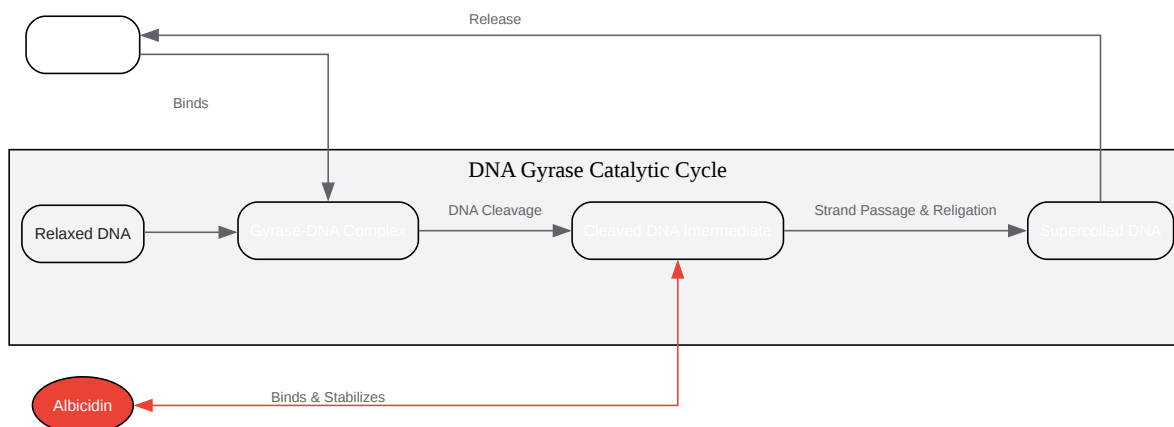 Release
Binds
DNA Gyrase Catalytic Cycle
DNA Cleavage
Strand Passage & Religation
Relaxed DNA
Gyrase-DNA Complex
Cleaved DNA Intermediate
Supercoiled DNA
Binds & Stabilizes
Albicidin